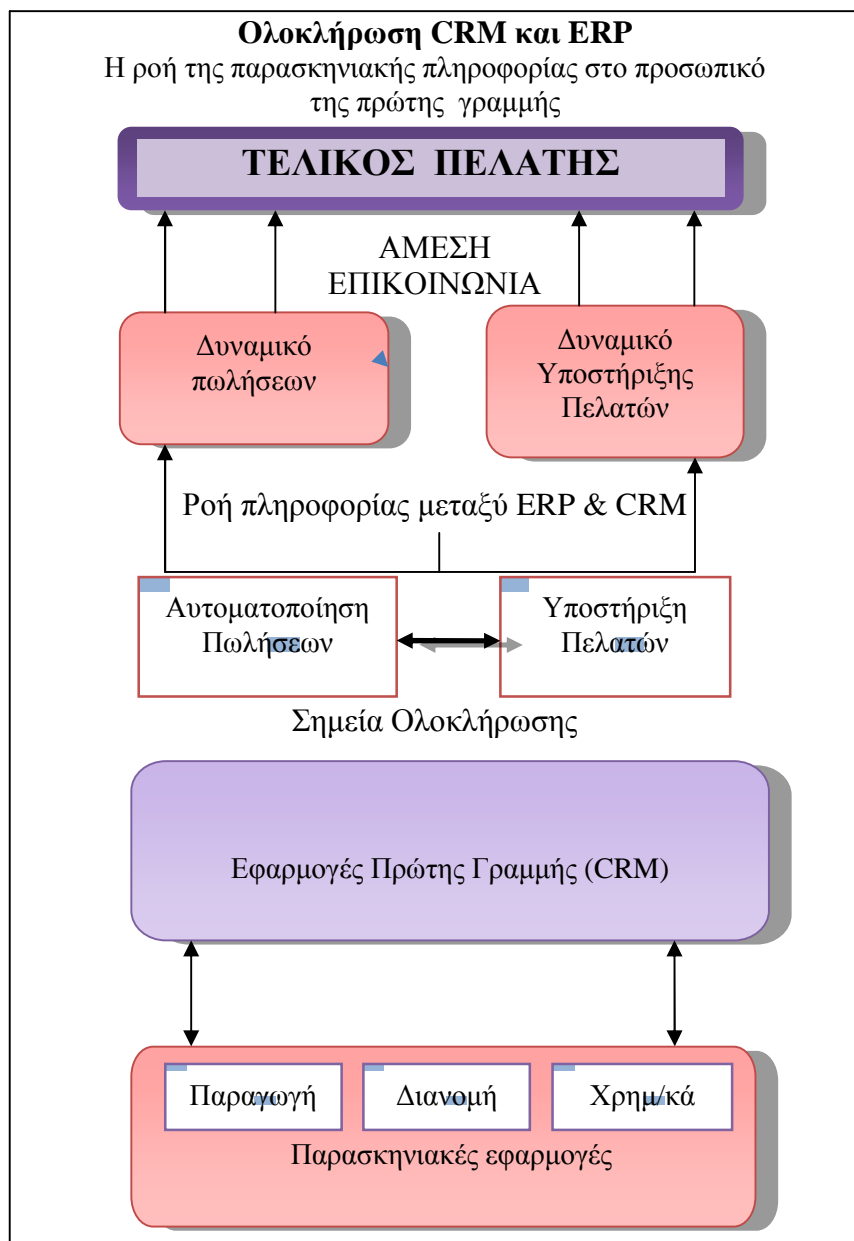 Ολοκλήρωση CRM και ERP
Η ροή της παρασκηνιακής πληροφορίας στο προσωπικό
της πρώτης γραμμής
ΤΕΛΙΚΟΣ ΠΕΛΑΤΗΣ
ΑΜΕΣΗ
ΕΠΙΚΟΙΝΩΝΙΑ
Δυναμικό
πωλήσεων
Δυναμικό
Υποστήριξης
Πελατών
Ροή πληροφορίας μεταξύ ERP & CRM
Αυτοματοποίηση
Πωλήσεων
Υποστήριξη
Πελατών
Σημεία Ολοκλήρωσης
Εφαρμογές Πρώτης Γραμμής (CRM)
Παραγωγή
Διανομή
Χρημ/κά
Παρασκηνιακές εφαρμογές